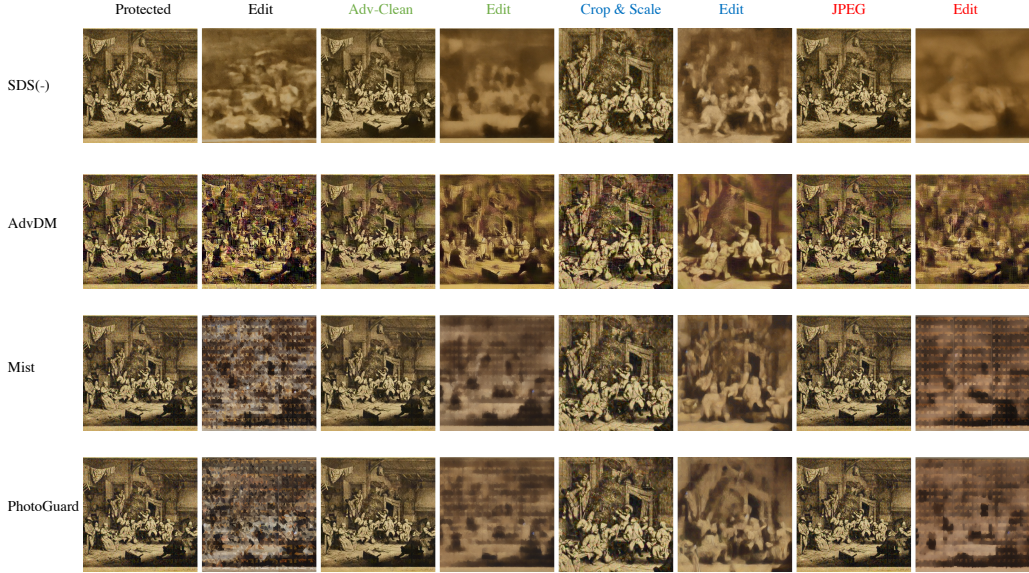 Protected Edit Adv-Clean Edit Crop & Scale Edit JPEG Edit
SDS(-)
AdvDM
Mist
PhotoGuard